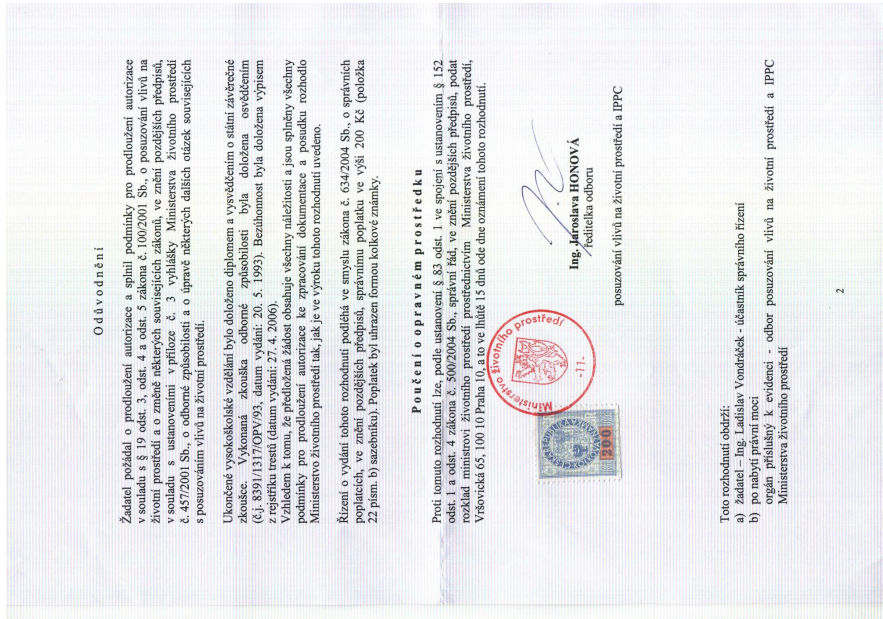 Odůvodnění
Žadatel požádal o prodloužení autorizace a splnil podmínky pro prodloužení autorizace
v souladu s § 19 odst. 3, odst. 4 a odst. 5 zákona č. 100/2001 Sb., o posuzování vlivů na
životní prostředí a o změně některých souvisejících zákonů, ve znění pozdějších předpisů,
v souladu s ustanoveními v příloze č. 3 vyhlášky Ministerstva životního prostředí
č. 457/2001 Sb., o odborné způsobilosti a o úpravě některých dalších otázek souvisejících
s posuzováním vlivů na životní prostředí.
Ukončené vysokoškolské vzdělání bylo doloženo diplomem a vysvědčením o státní závěrečné
zkoušce. Vykonaná zkouška odborné způsobilosti byla doložena osvědčením
(č.j. 8391/1317/OPV/93, datum vydání: 20. 5. 1993). Bezúhonnost byla doložena výpisem
z rejstříku trestů (datum vydání: 27. 4. 2006).
Vzhledem k tomu, že předložená žádost obsahuje všechny náležitosti a jsou splněny všechny
podmínky pro prodloužení autorizace ke zpracování dokumentace a posudku rozhodlo
Ministerstvo životního prostředí tak, jak je ve výroku tohoto rozhodnutí uvedeno.
Řízení o vydání tohoto rozhodnutí podléhá ve smyslu zákona č. 634/2004 Sb., o správních
poplatcích, ve znění pozdějších předpisů, správnímu poplatku ve výši 200 Kč (položka
22 písm. b) sazebníku). Poplatek byl uhrazen formou kolkové známky.
Poučení o opravném prostředku
Proti tomuto rozhodnutí lze, podle ustanovení § 83 odst. 1 ve spojení s ustanovením § 152
odst. 1 a odst. 4 zákona č. 500/2004 Sb., správní řád, ve znění pozdějších předpisů, podat
rozklad ministrovi životního prostředí prostřednictvím Ministerstva životního prostředí,
Vršovická 65, 100 10 Praha 10, a to ve lhůtě 15 dnů ode dne oznámení tohoto rozhodnutí.
Ministerstvo životního prostředí
-11-
200
Ing. Jaroslava HONOVÁ
ředitelka odboru
posuzování vlivů na životní prostředí a IPPC
Toto rozhodnutí obdrží:
a) žadatel – Ing. Ladislav Vondráček - účastník správního řízení
b) po nabytí právní moci
orgán příslušný k evidenci - odbor posuzování vlivů na životní prostředí a IPPC
Ministerstva životního prostředí
2